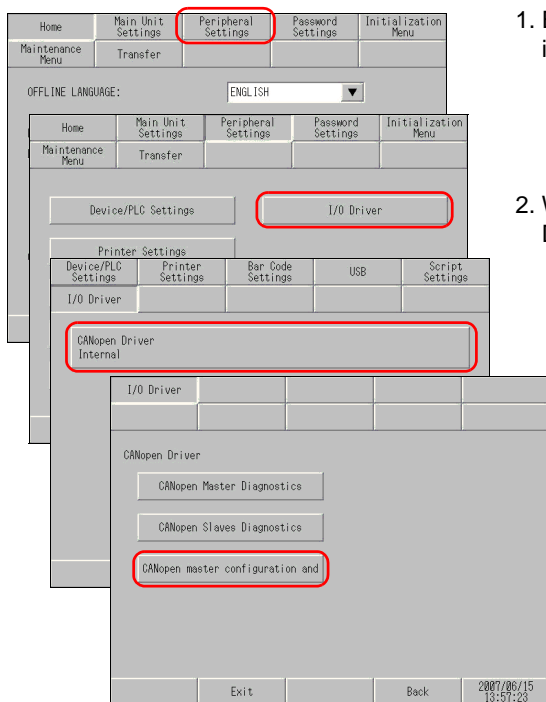 Home
Main Unit
Settings
Peripheral
Settings
Password
Settings
Initialization
Menu
Maintenance
Menu
Transfer
OFFLINE LANGUAGE:
ENGLISH
Home
Main Unit
Settings
Peripheral
Settings
Password
Settings
Initialization
Menu
Maintenance
Menu
Transfer
Device/PLC Settings
I/O Driver
Printer Settings
Device/PLC
Settings
Printer
Settings
Bar Code
Settings
USB
Script
Settings
I/O Driver
CANopen Driver
Internal
I/O Driver
CANopen Driver
CANopen Master Diagnostics
CANopen Slaves Diagnostics
CANopen master configuration and
Exit
Back
2007/06/15
13:57:23
1.
2.